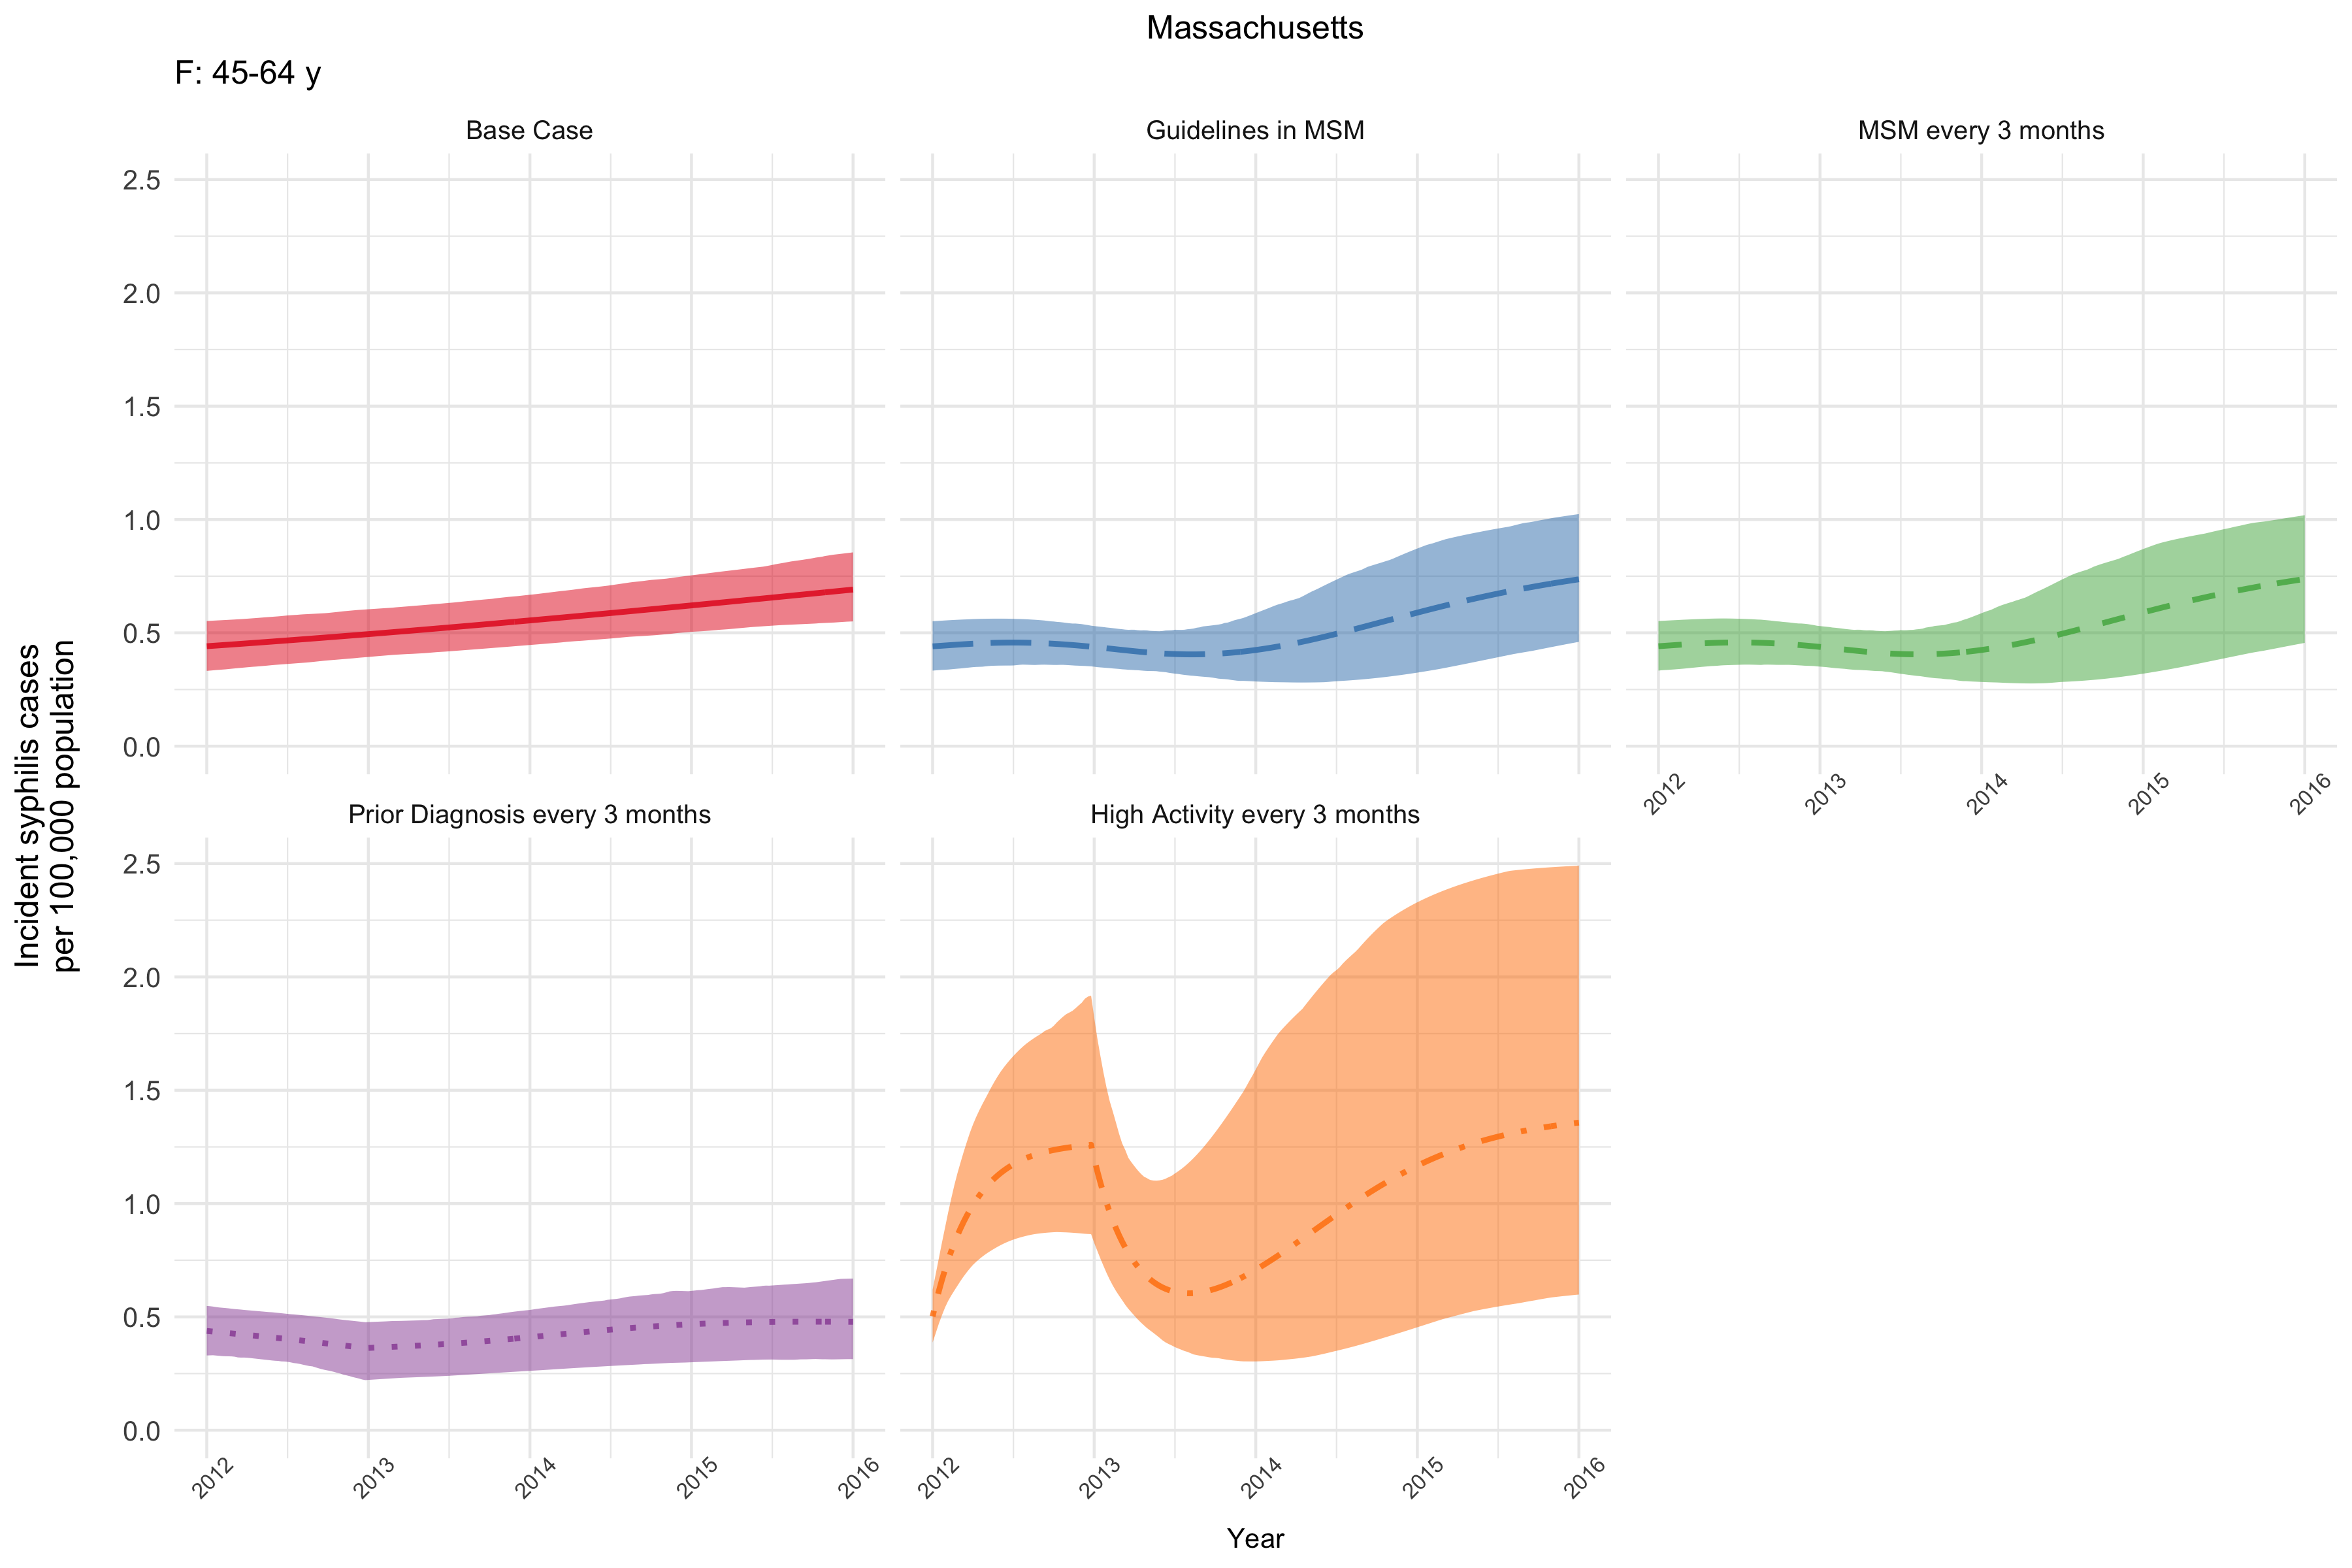 Massachusetts
F: 45-64 y
Base Case
Guidelines in MSM
MSM every 3 months
2.5
2.0
1.5
1.0
0.5
0.0
2012
2013
2014
2015
2016
Incident syphilis cases
per 100,000 population
Prior Diagnosis every 3 months
High Activity every 3 months
2.5
2.0
1.5
1.0
0.5
0.0
2012
2013
2014
2015
2016
2012
2013
2014
2015
2016
Year